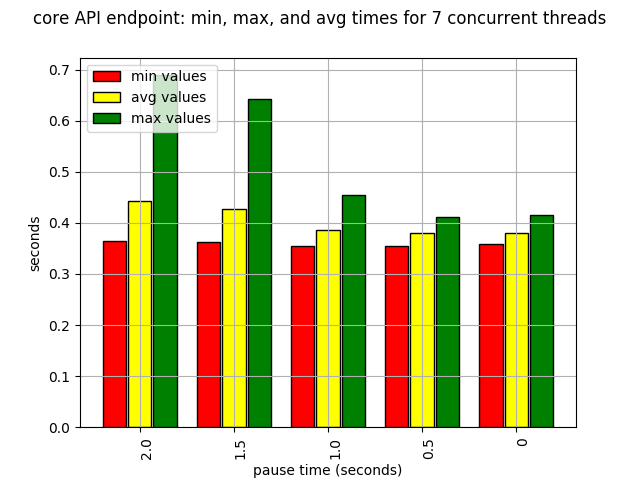 core API endpoint: min, max, and avg times for 7 concurrent threads
min values
avg values
max values
0.7
0.6
0.5
0.4
0.3
0.2
0.1
0.0
seconds
2.0
1.5
1.0
0.5
0
pause time (seconds)